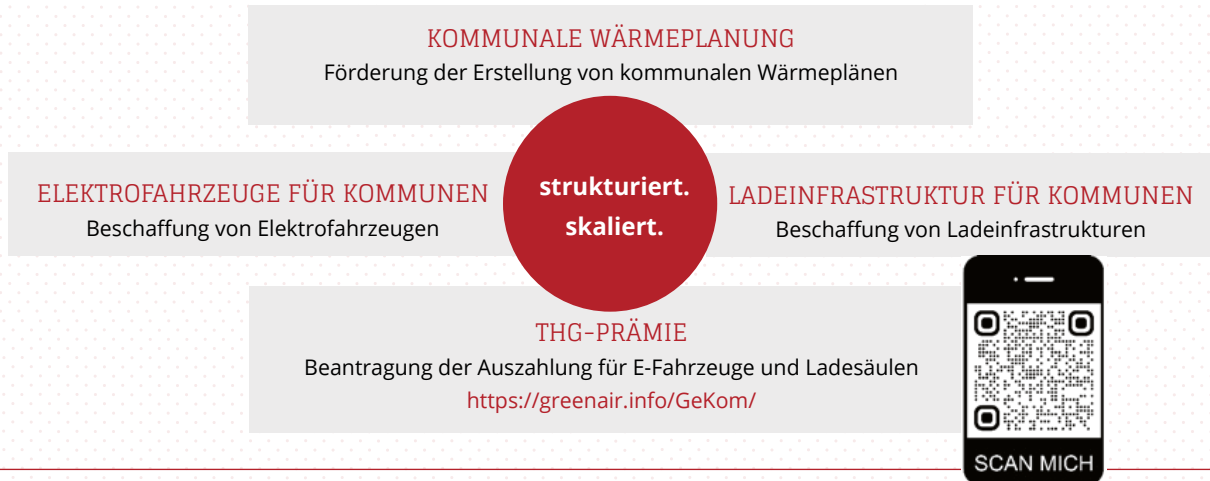 KOMMUNALE WÄRMEPLANUNG
Förderung der Erstellung von kommunalen Wärmeplänen
ELEKTROFAHRZEUGE FÜR KOMMUNEN
Beschaffung von Elektrofahrzeugen
strukturiert.
skaliert.
LADEINFRASTRUKTUR FÜR KOMMUNEN
Beschaffung von Ladeinfrastrukturen
THG-PRÄMIE
Beantragung der Auszahlung für E-Fahrzeuge und Ladesäulen
https://greenair.info/GeKom/
SCAN MICH